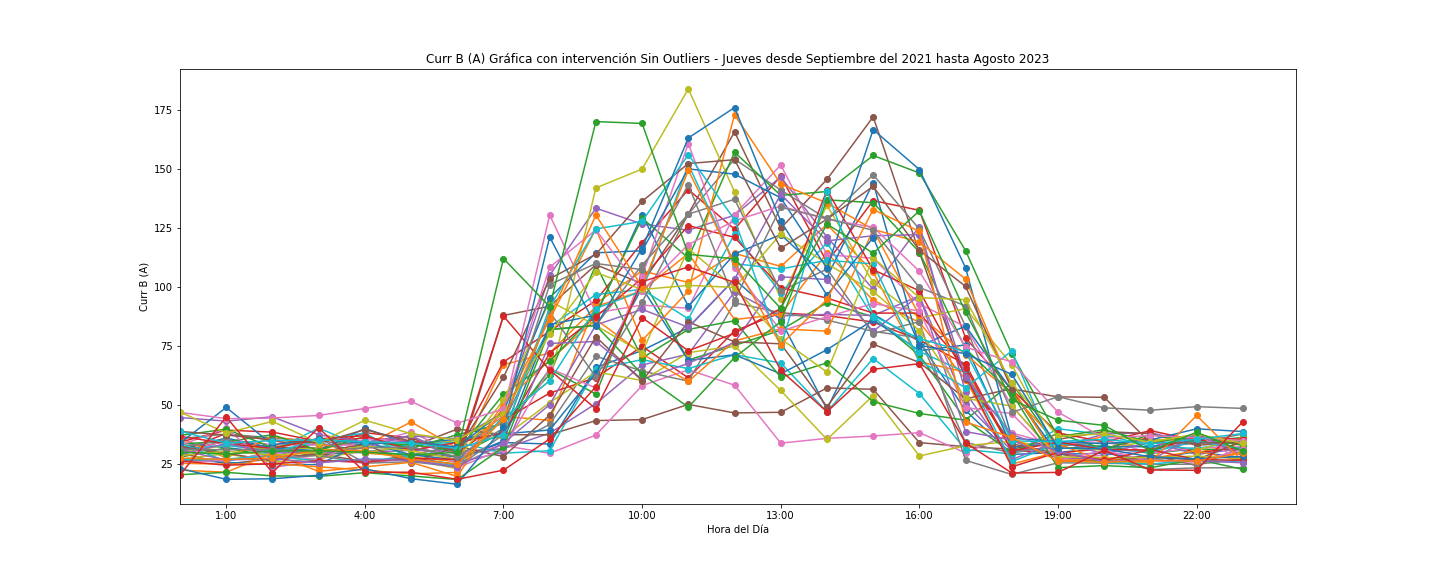 Curr B (A) Gráfica con intervención Sin Outliers - Jueves desde Septiembre del 2021 hasta Agosto 2023
Curr B (A)
175
150
125
100
75
50
25
1:00 4:00 7:00 10:00 13:00 16:00 19:00 22:00
Hora del Día